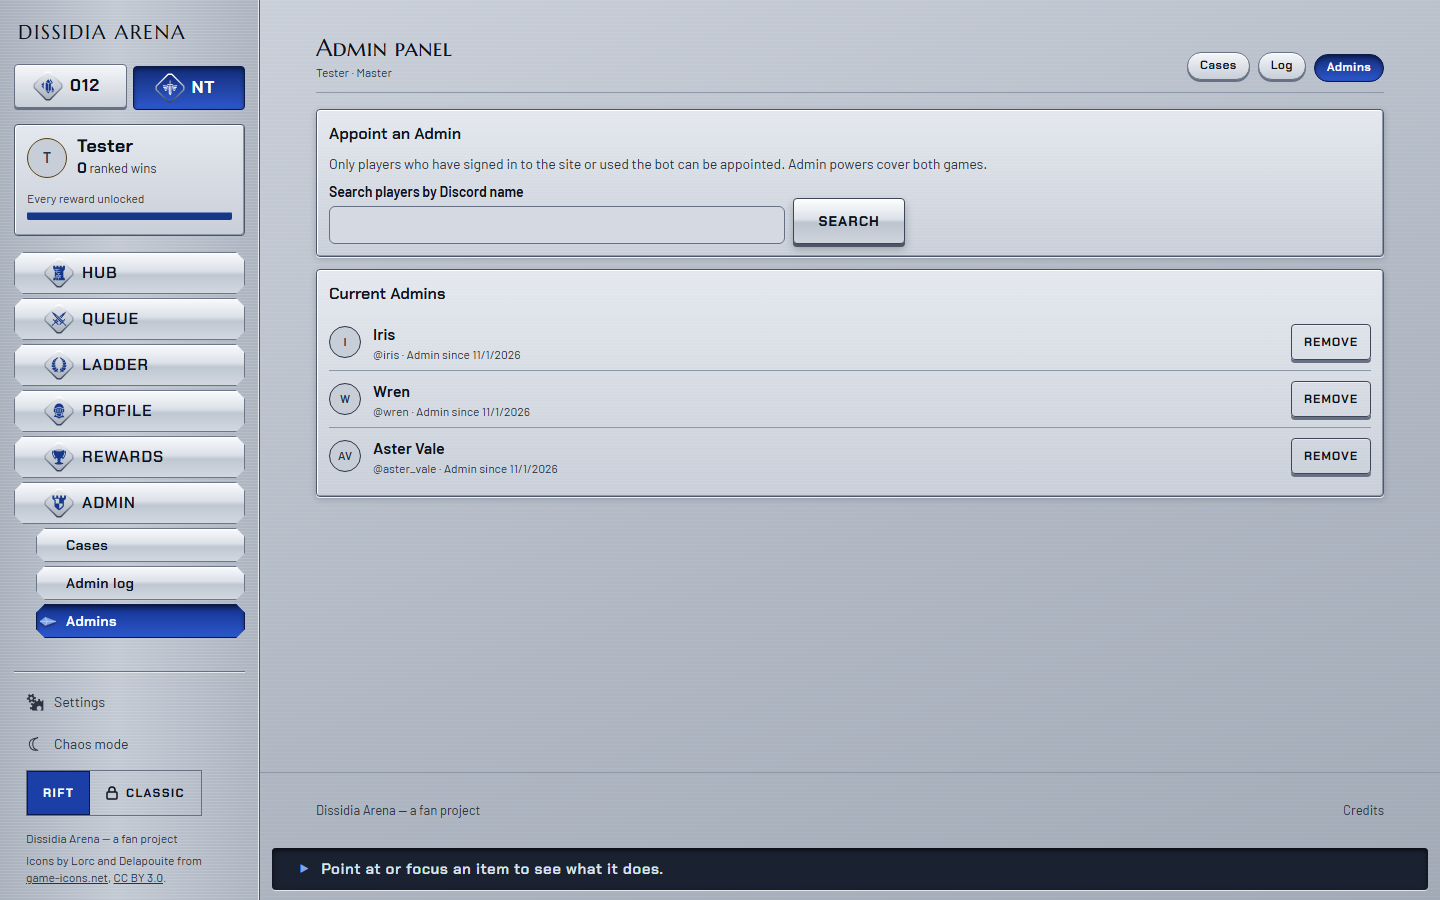 DISSIDIA ARENA
012
NT
T
Tester
0 ranked wins
Every reward unlocked
HUB
QUEUE
LADDER
PROFILE
REWARDS
ADMIN
Cases
Admin log
Admins
Settings
Chaos mode
RIFT
CLASSIC
Dissidia Arena — a fan project
Icons by Lorc and Delapouite from
game-icons.net, CC BY 3.0.
Admin panel
Tester · Master
Cases
Log
Admins
Appoint an Admin
Only players who have signed in to the site or used the bot can be appointed. Admin powers cover both games.
Search players by Discord name
SEARCH
Current Admins
I
Iris
@iris · Admin since 11/1/2026
REMOVE
W
Wren
@wren · Admin since 11/1/2026
REMOVE
AV
Aster Vale
@aster_vale · Admin since 11/1/2026
REMOVE
Dissidia Arena — a fan project
Credits
Point at or focus an item to see what it does.